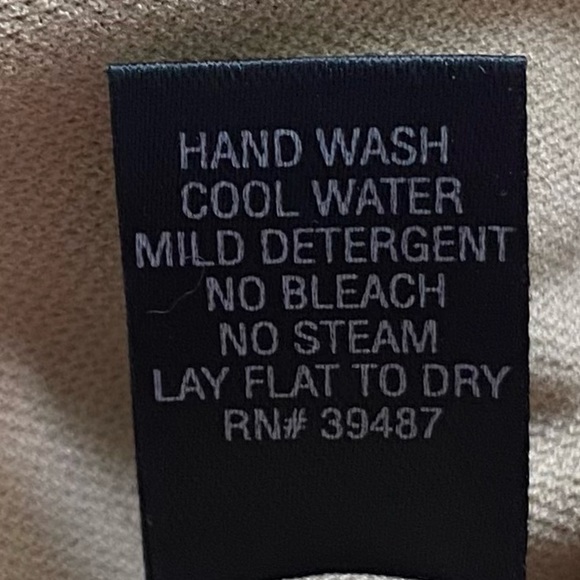 HAND WASH
COOL WATER
MILD DETERGENT
NO BLEACH
NO STEAM
LAY FLAT TO DRY
RN# 39487